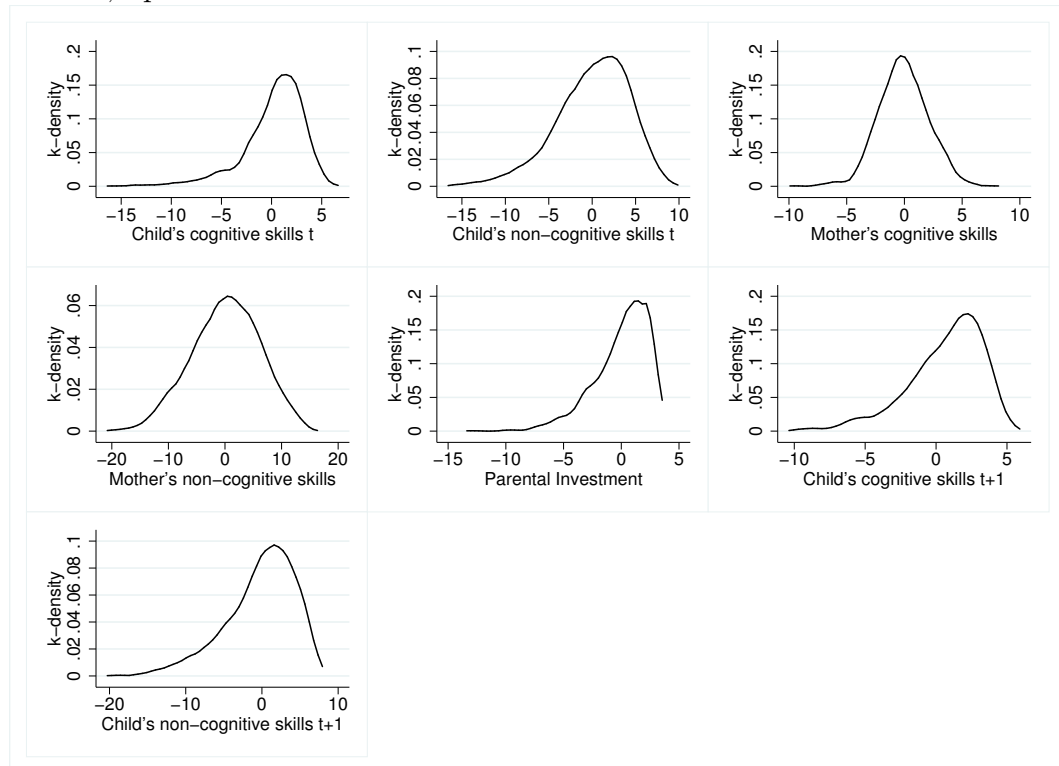 .2
.15
.1
.05
0
k−density
−15 −10 −5 0 5
Child's cognitive skills t
.1
.08
.06
.04
.02
0
k−density
−15 −10 −5 0 5 10
Child's non−cognitive skills t
.2
.15
.1
.05
0
k−density
−10 −5 0 5 10
Mother's cognitive skills
.06
.04
.02
0
k−density
−20 −10 0 10 20
Mother's non−cognitive skills
.2
.15
.1
.05
0
k−density
−15 −10 −5 0 5
Parental Investment
.2
.15
.1
.05
0
k−density
−10 −5 0 5
Child's cognitive skills t+1
.1
.08
.06
.04
.02
0
k−density
−20 −10 0 10
Child's non−cognitive skills t+1